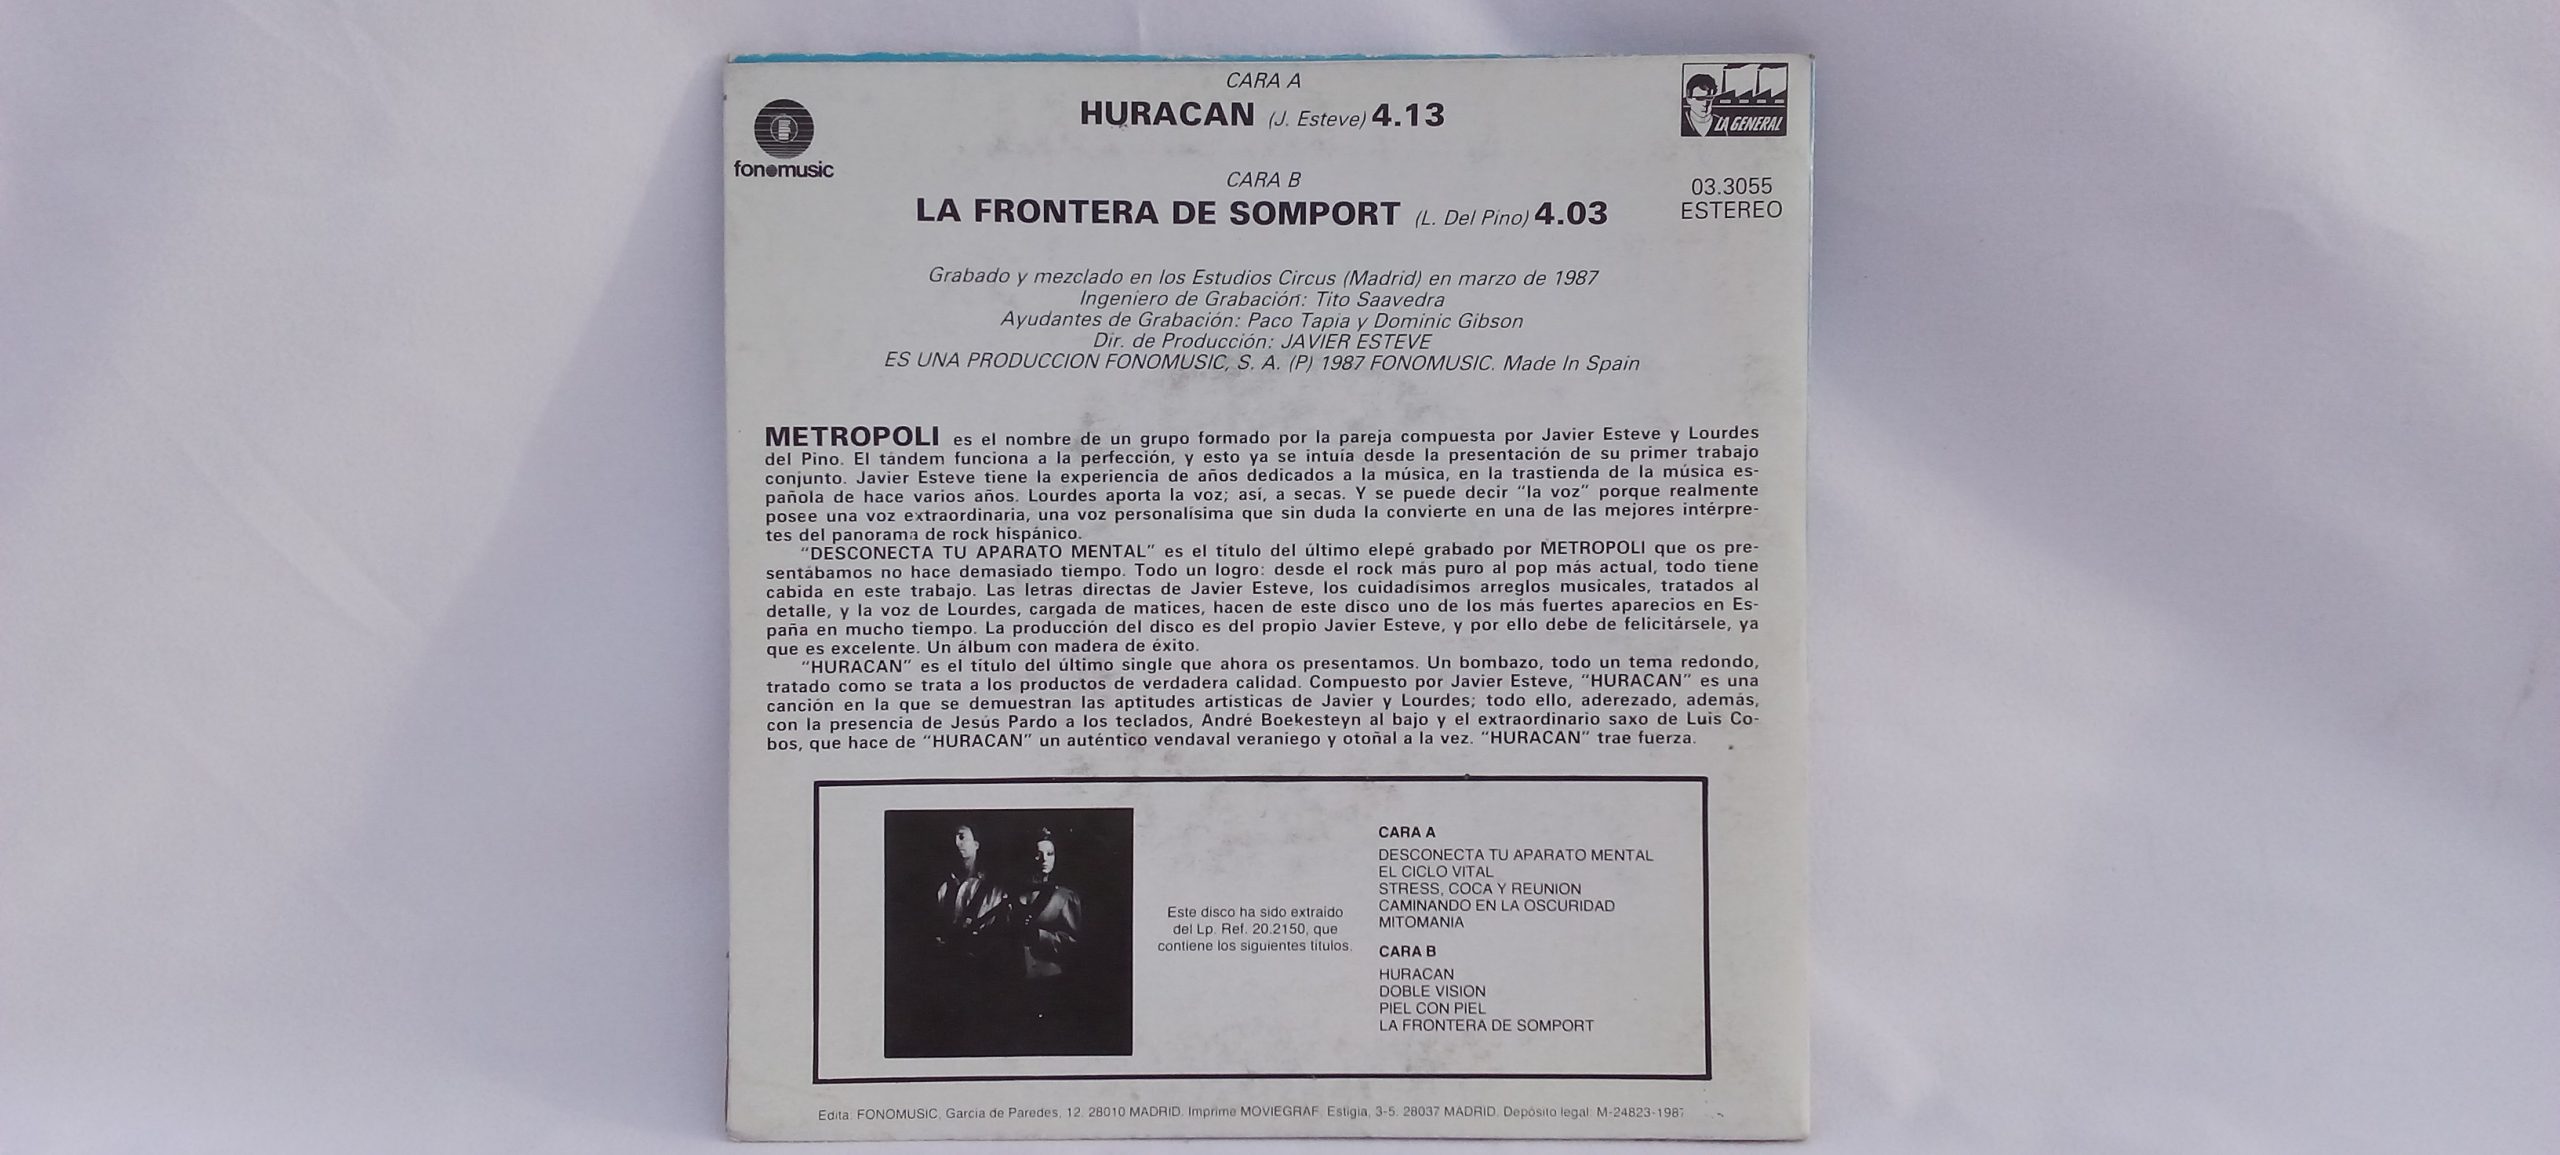 CARA A
HURACAN (J. Esteve) 4.13
LA GENERAL
fonomusic
CARA B
LA FRONTERA DE SOMPORT (L. Del Pino) 4.03
03.3055
ESTEREO
Grabado y mezclado en los Estudios Circus (Madrid) en marzo de 1987
Ingeniero de Grabación: Tito Saavedra
Ayudantes de Grabación: Paco Tapia y Dominic Gibson
Dir. de Producción: JAVIER ESTEVE
ES UNA PRODUCCION FONOMUSIC, S. A. (P) 1987 FONOMUSIC. Made In Spain
METROPOLI es el nombre de un grupo formado por la pareja compuesta por Javier Esteve y Lourdes
del Pino. El tándem funciona a la perfección, y esto ya se intuía desde la presentación de su primer trabajo
conjunto. Javier Esteve tiene la experiencia de años dedicados a la música, en la trastienda de la música es-
pañola de hace varios años. Lourdes aporta la voz; así, a secas. Y se puede decir "la voz" porque realmente
posee una voz extraordinaria, una voz personalísima que sin duda la convierte en una de las mejores intérpre-
tes del panorama de rock hispánico.
"DESCONECTA TU APARATO MENTAL" es el título del último elepé grabado por METROPOLI que os pre-
sentábamos no hace demasiado tiempo. Todo un logro: desde el rock más puro al pop más actual, todo tiene
cabida en este trabajo. Las letras directas de Javier Esteve, los cuidadísimos arreglos musicales, tratados al
detalle, y la voz de Lourdes, cargada de matices, hacen de este disco uno de los más fuertes aparecios en Es-
paña en mucho tiempo. La producción del disco es del propio Javier Esteve, y por ello debe de felicitársele, ya
que es excelente. Un álbum con madera de éxito.
"HURACAN" es el título del último single que ahora os presentamos. Un bombazo, todo un tema redondo,
tratado como se trata a los productos de verdadera calidad. Compuesto por Javier Esteve, "HURACAN" es una
canción en la que se demuestran las aptitudes artísticas de Javier y Lourdes; todo ello, aderezado, además,
con la presencia de Jesús Pardo a los teclados, André Boekesteyn al bajo y el extraordinario saxo de Luis Co-
bos, que hace de "HURACAN" un auténtico vendaval veraniego y otoñal a la vez. "HURACAN" trae fuerza.
Este disco ha sido extraído
del Lp. Ref. 20.2150, que
contiene los siguientes títulos.
CARA A
DESCONECTA TU APARATO MENTAL
EL CICLO VITAL
STRESS, COCA Y REUNION
CAMINANDO EN LA OSCURIDAD
MITOMANIA
CARA B
HURACAN
DOBLE VISION
PIEL CON PIEL
LA FRONTERA DE SOMPORT
Edita: FONOMUSIC, García de Paredes, 12. 28010 MADRID. Imprime MOVIEGRAF. Estigia, 3-5. 28037 MADRID. Depósito legal: M-24823-1987